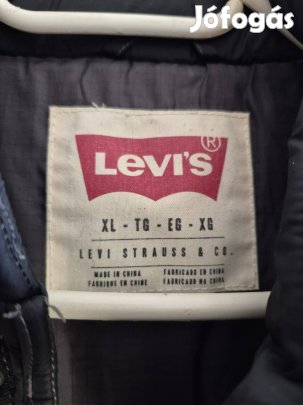 Jófogás
LEVI'S®
XL - TG - EG - XG
LEVI STRAUSS & CO.
MADE IN CHINA
FABRIQUE EN CHINE
FABRICADO EN CHINA
FABRICADO NA CHINA